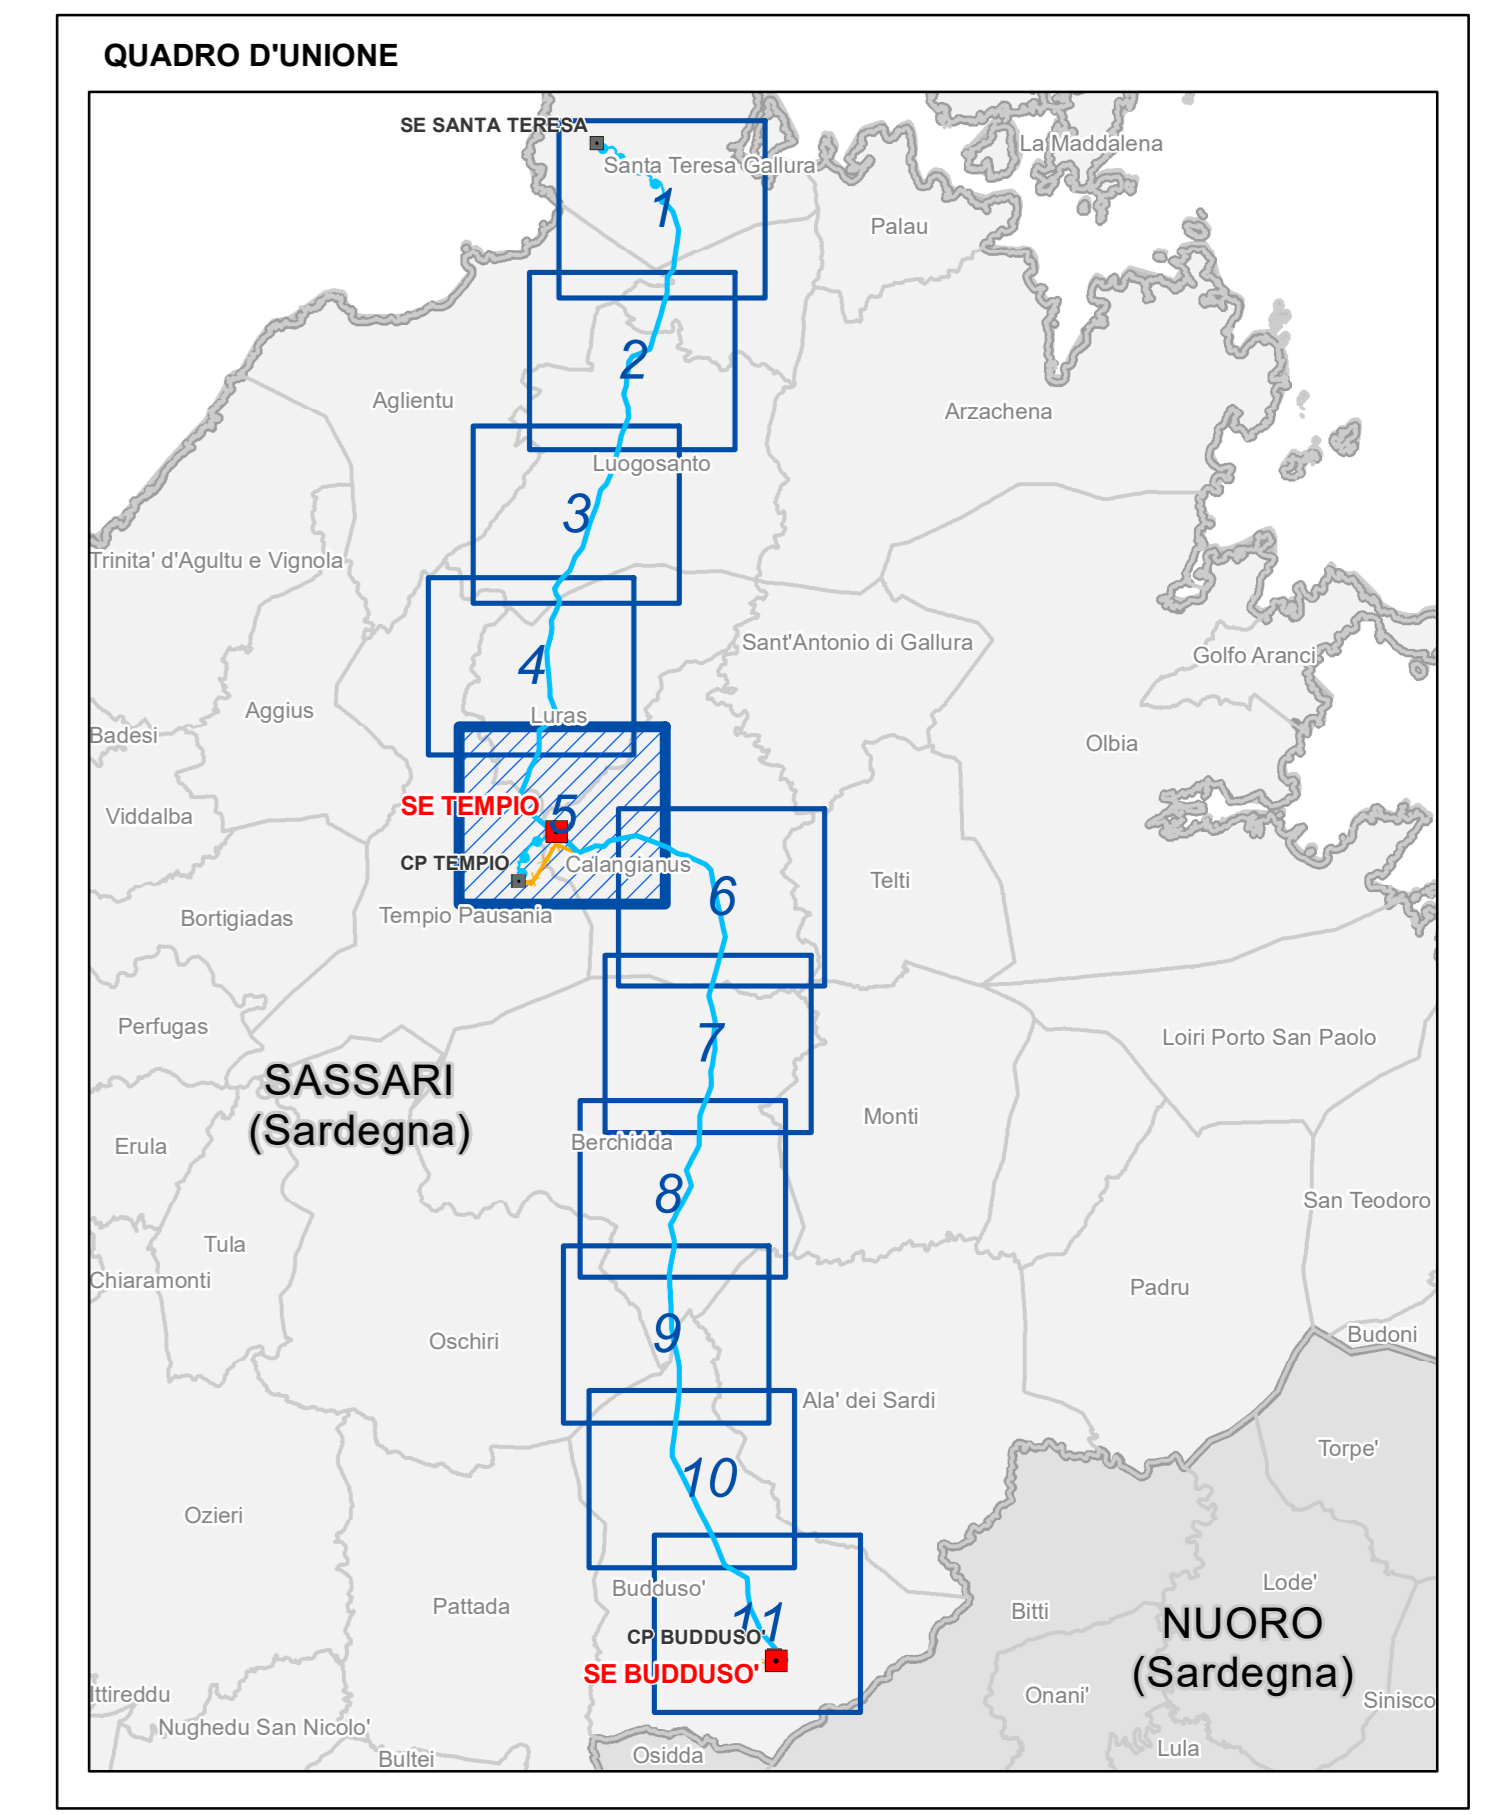 QUADRO D'UNIONE
SE SANTA TERESA
La Maddalena
Santa Teresa Gallura
1
Palau
2
Aglientu
Arzachena
Luogosanto
3
Trinita' d'Agultu e Vignola
Sant'Antonio di Gallura
Golfo Aranci
4
Aggius
Luras
Badesi
Olbia
SE TEMPIO
5
Viddalba
CP TEMPIO
Calangianus
Telti
6
Tempio Pausania
Bortigiadas
Perfugas
Loiri Porto San Paolo
7
SASSARI
(Sardegna)
Monti
Erula
Berchidda
8
San Teodoro
Tula
Chiaramonti
Padru
9
Budoni
Oschiri
Ala' dei Sardi
Torpe'
10
Ozieri
Lode'
Budduso'
Pattada
Bitti
11
NUORO
(Sardegna)
CP BUDDUSO'
SE BUDDUSO'
Ittireddu
Onani'
Sinisco
Nughedu San Nicolo'
Lula
Osidda
Bultei